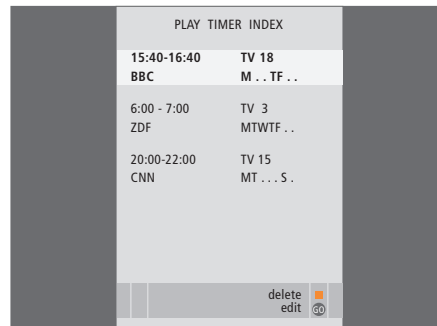 PLAY TIMER INDEX
15:40-16:40 TV 18
BBC M . . TF . .
6:00 - 7:00 TV 3
ZDF MTWTF . .
20:00-22:00 TV 15
CNN MT . . . S .
delete
edit GO